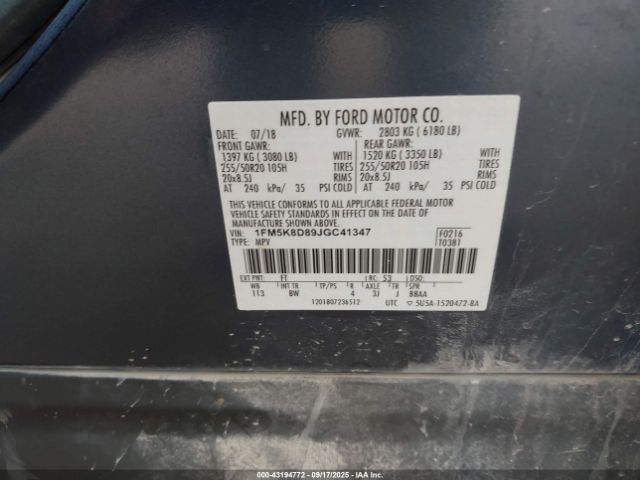 MFD. BY FORD MOTOR CO.
DATE: 07/18 GVWR: 2803 KG ( 6180 LB)
FRONT GAWR: REAR GAWR:
1397 KG ( 3080 LB) WITH 1520 KG ( 3350 LB) WITH
255/50R20 105H TIRES 255/50R20 105H TIRES
20x8.5J RIMS 20x8.5J RIMS
AT 240 kPa/ 35 PSI COLD AT 240 kPa/ 35 PSI COLD
THIS VEHICLE CONFORMS TO ALL APPLICABLE FEDERAL MOTOR
VEHICLE SAFETY STANDARDS IN EFFECT ON THE DATE OF
MANUFACTURE SHOWN ABOVE.
VIN: 1FM5K8D89JGC41347 F0216
TYPE: MPV T0381
EXT PNT: FT RC: 53 DSO:
WB INT TR TP/PS R AXLE TR SPR
113 BW 4 3J J BBAA
1201807236512 UTC ▽ 5U5A-1520472-BA
000-43194772 09/17/2025 IAA